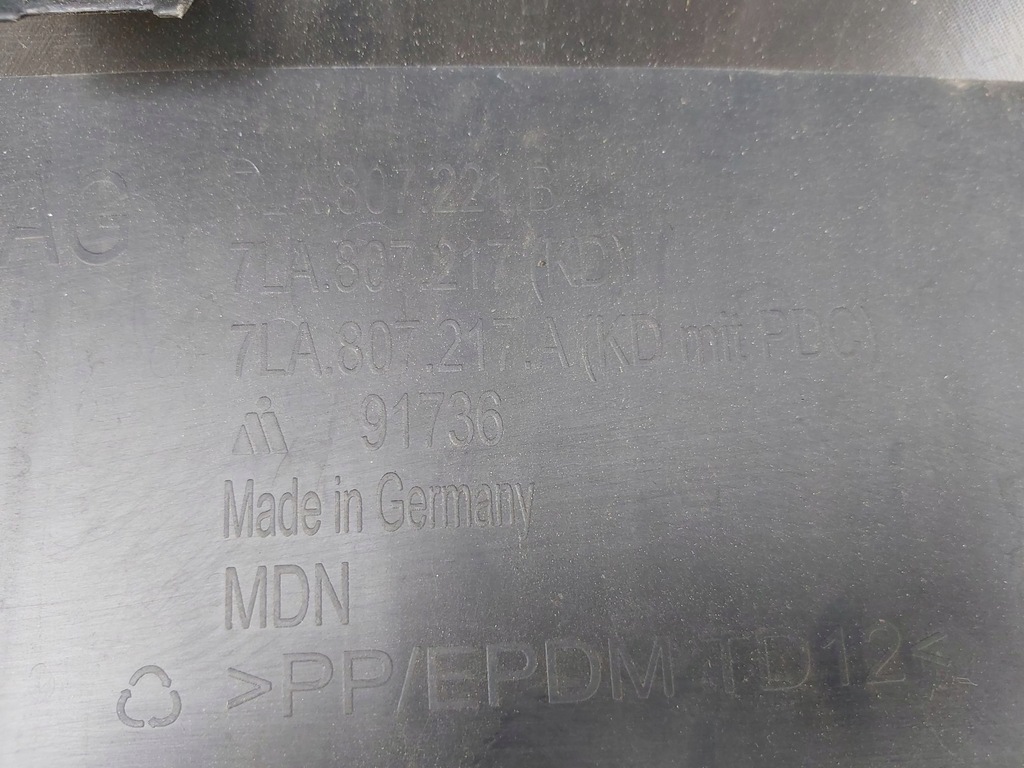 AG
7LA.807.221.B
7LA.807.217 (KD)
7LA.807.217.A (KD mit PDC)
91736
Made in Germany
MDN
>PP/EPDM TD12<